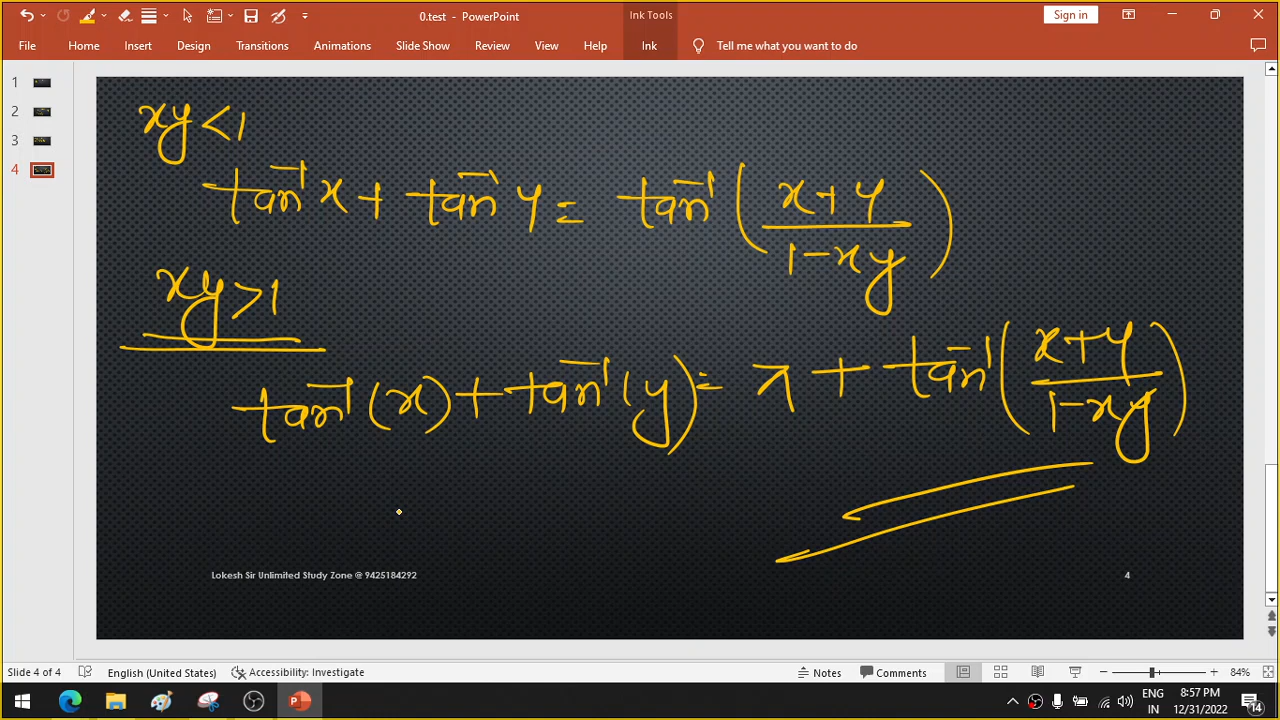 0.test - PowerPoint
Ink Tools
Sign in
File Home Insert Design Transitions Animations Slide Show Review View Help Ink Tell me what you want to do
1
2
3
4
xy < 1
tan⁻¹ x + tan⁻¹ y = tan⁻¹ (x+y / 1-xy)
xy > 1
tan⁻¹ (x) + tan⁻¹ (y) = π + tan⁻¹ (x+y / 1-xy)
Lokesh Sir Unlimited Study Zone @ 9425184292
4
Slide 4 of 4 English (United States) Accessibility: Investigate Notes Comments 84%
ENG 8:57 PM
IN 12/31/2022 14